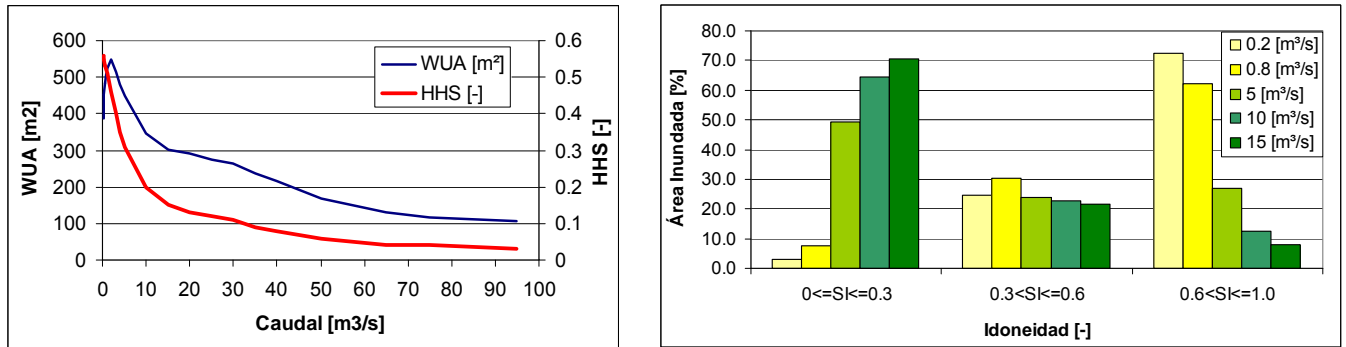 600
500
400
300
200
100
0
WUA [m2]
0.6
0.5
0.4
0.3
0.2
0.1
0
HHS [-]
WUA [m²]
HHS [-]
0 10 20 30 40 50 60 70 80 90 100
Caudal [m3/s]
80.0
70.0
60.0
50.0
40.0
30.0
20.0
10.0
0.0
Área Inundada [%]
0.2 [m³/s]
0.8 [m³/s]
5 [m³/s]
10 [m³/s]
15 [m³/s]
0<=SI<=0.3 0.3<SI<=0.6 0.6<SI<=1.0
Idoneidad [-]